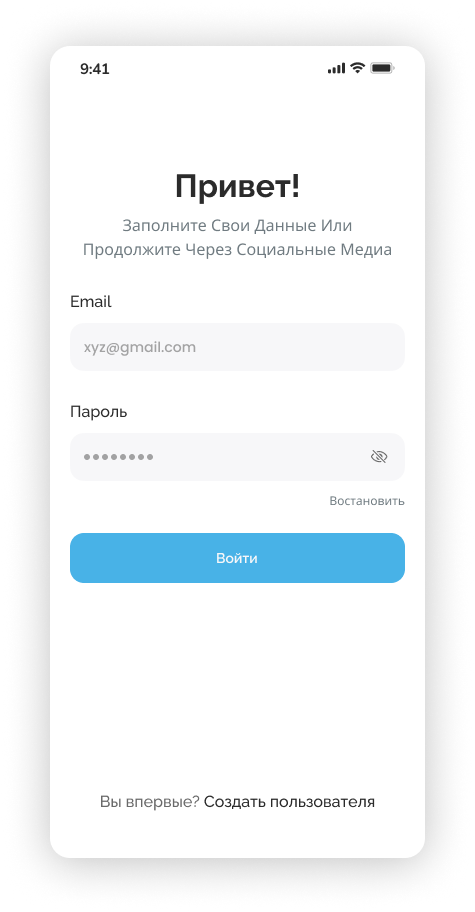 9:41
Привет!
Заполните Свои Данные Или
Продолжите Через Социальные Медиа
Email
xyz@gmail.com
Пароль
••••••••
Востановить
Войти
Вы впервые? Создать пользователя